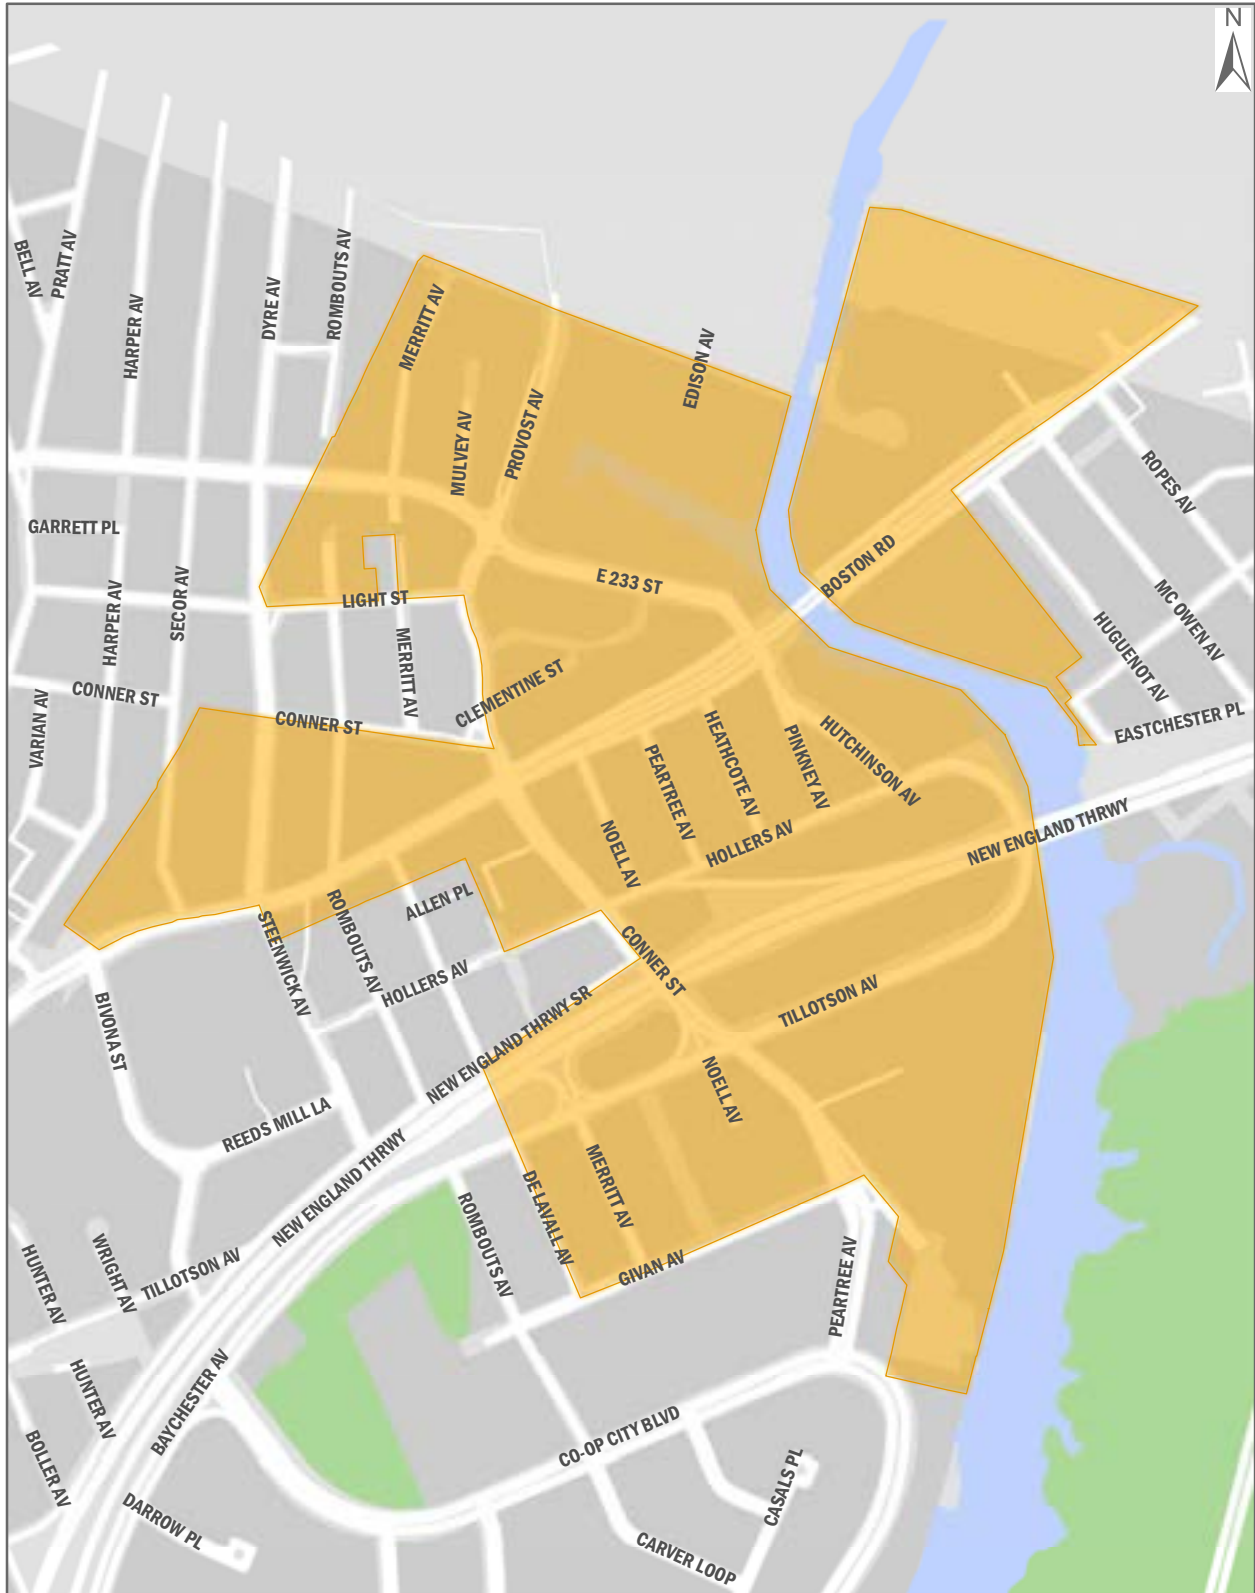 N
BELL AV
PRATT AV
HARPER AV
DYRE AV
ROMBOUTS AV
MERRITT AV
MULVEY AV
PROVOST AV
EDISON AV
ROPES AV
GARRETT PL
HARPER AV
SECOR AV
LIGHT ST
MERRITT AV
E 233 ST
BOSTON RD
MC OWEN AV
HUGUENOT AV
EASTCHESTER PL
CONNER ST
VARIAN AV
CONNER ST
CLEMENTINE ST
PEARTREE AV
HEATHCOTE AV
PINKNEY AV
HUTCHINSON AV
NOELL AV
HOLLERS AV
NEW ENGLAND THRWY
ALLEN PL
ROMBOUTS AV
STEENWICK AV
HOLLERS AV
CONNER ST
TILLOTSON AV
BIVONA ST
NEW ENGLAND THRWY SR
NOELL AV
REEDS MILL LA
NEW ENGLAND THRWY
MERRITT AV
DE LAVALL AV
ROMBOUTS AV
GIVAN AV
PEARTREE AV
HUNTER AV
WRIGHT AV
TILLOTSON AV
HUNTER AV
BAYCHESTER AV
BOLLER AV
DARROW PL
CO-OP CITY BLVD
CASALS PL
CARVER LOOP